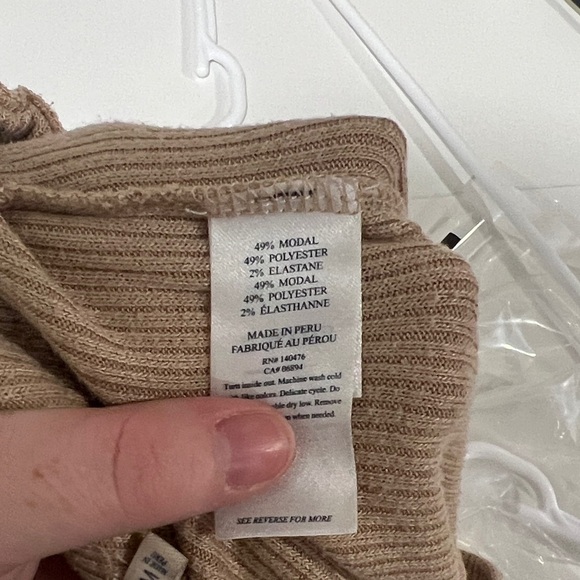 49% MODAL
49% POLYESTER
2% ELASTANE
49% MODAL
49% POLYESTER
2% ÉLASTHANNE
MADE IN PERU
FABRIQUÉ AU PÉROU
RN# 140476
CA# 06894
Turn inside out. Machine wash cold
like colors. Delicate cycle. Do
dry low. Remove
when needed.
SEE REVERSE FOR MORE